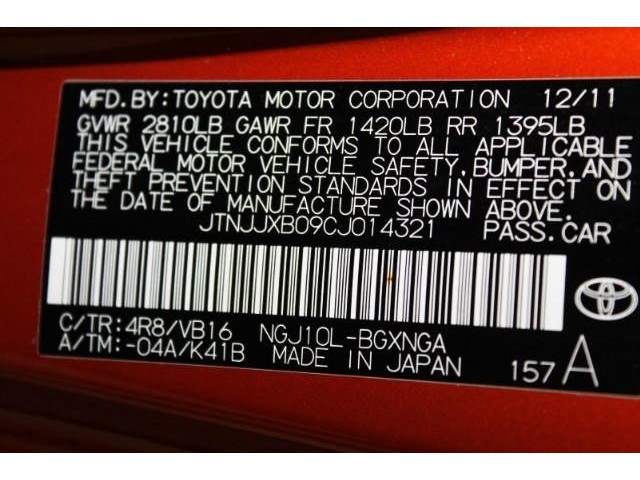 MFD.BY:TOYOTA MOTOR CORPORATION 12/11
GVWR 2810LB GAWR FR 1420LB RR 1395LB
THIS VEHICLE CONFORMS TO ALL APPLICABLE
FEDERAL MOTOR VEHICLE SAFETY,BUMPER,AND
THEFT PREVENTION STANDARDS IN EFFECT ON
THE DATE OF MANUFACTURE SHOWN ABOVE.
JTNJJXB09CJ014321 PASS.CAR
C/TR:4R8/VB16 NGJ10L-BGXNGA
A/TM:-04A/K41B MADE IN JAPAN
157 A